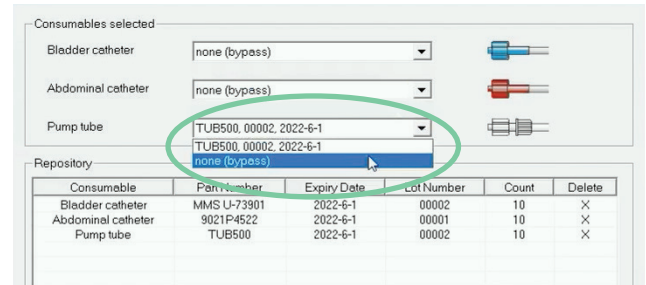 Consumables selected
Bladder catheter none (bypass)
Abdominal catheter none (bypass)
Pump tube TUB500, 00002, 2022-6-1
TUB500, 00002, 2022-6-1
none (bypass)
Repository
Consumable Part Number Expiry Date Lot Number Count Delete
Bladder catheter MMS U-73901 2022-6-1 00002 10 X
Abdominal catheter 9021P4522 2022-6-1 00001 10 X
Pump tube TUB500 2022-6-1 00002 10 X